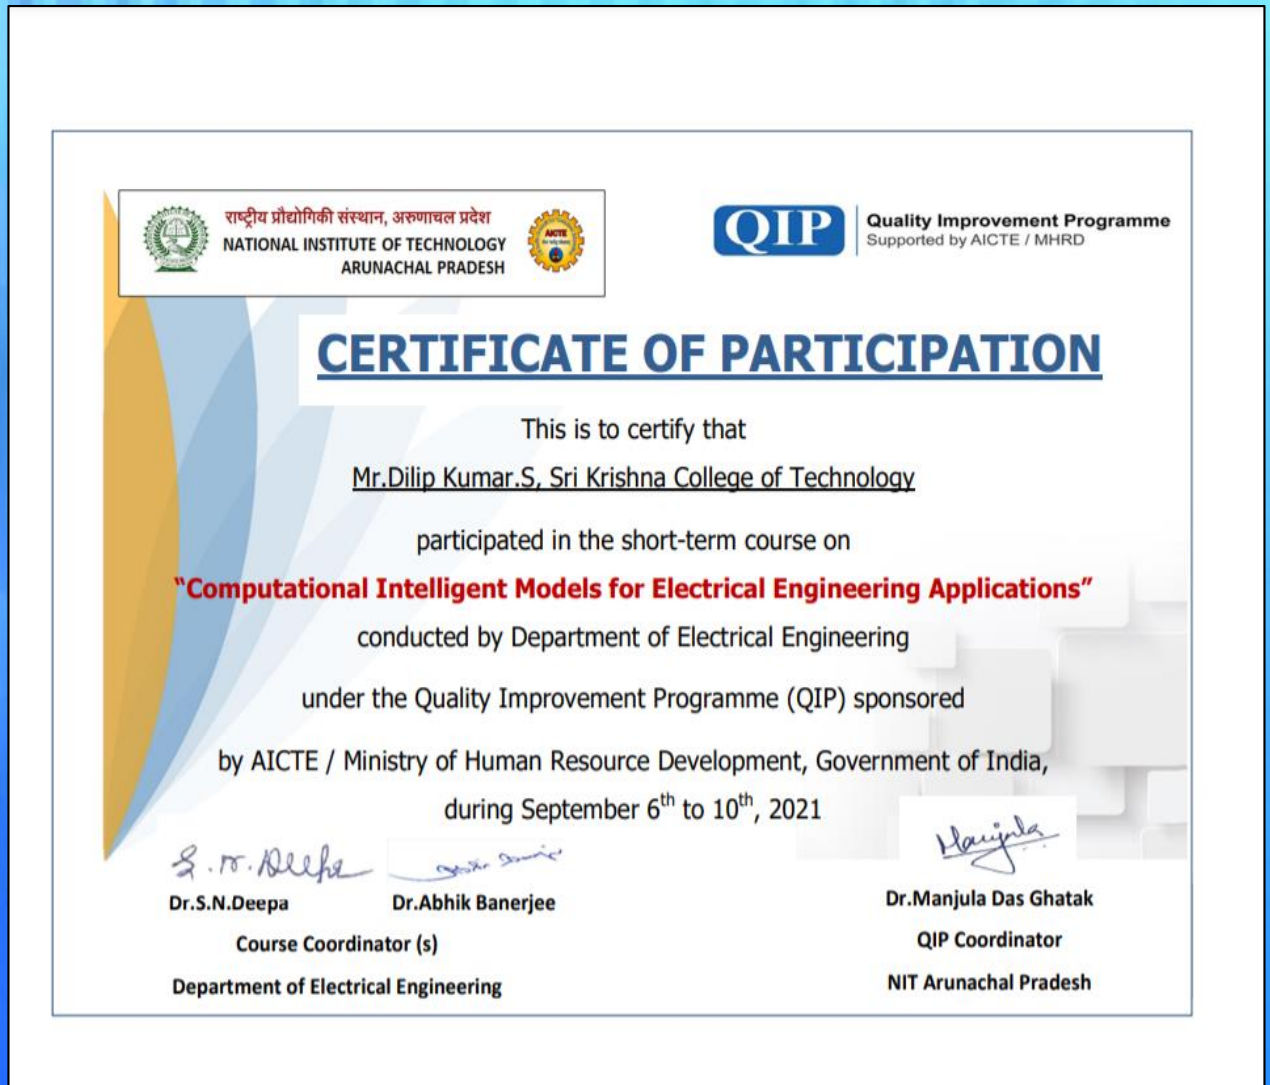 राष्ट्रीय प्रौद्योगिकी संस्थान, अरुणाचल प्रदेश
NATIONAL INSTITUTE OF TECHNOLOGY
ARUNACHAL PRADESH
AICTE
QIP
Quality Improvement Programme
Supported by AICTE / MHRD
CERTIFICATE OF PARTICIPATION
This is to certify that
Mr.Dilip Kumar.S, Sri Krishna College of Technology
participated in the short-term course on
“Computational Intelligent Models for Electrical Engineering Applications”
conducted by Department of Electrical Engineering
under the Quality Improvement Programme (QIP) sponsored
by AICTE / Ministry of Human Resource Development, Government of India,
during September 6th to 10th, 2021
S.N.Deepa
Manjula
Dr.S.N.Deepa
Dr.Abhik Banerjee
Course Coordinator (s)
Department of Electrical Engineering
Dr.Manjula Das Ghatak
QIP Coordinator
NIT Arunachal Pradesh